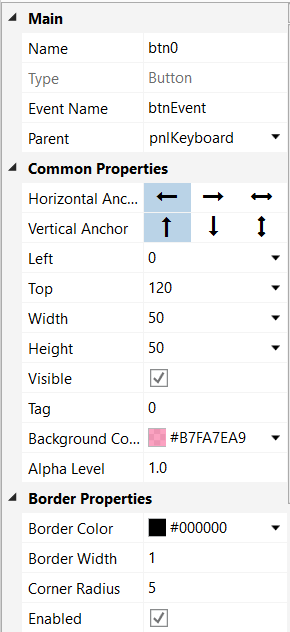 Main
Name btn0
Type Button
Event Name btnEvent
Parent pnlKeyboard
Common Properties
Horizontal Anc...
Vertical Anchor
Left 0
Top 120
Width 50
Height 50
Visible
Tag 0
Background Co... #B7FA7EA9
Alpha Level 1.0
Border Properties
Border Color #000000
Border Width 1
Corner Radius 5
Enabled